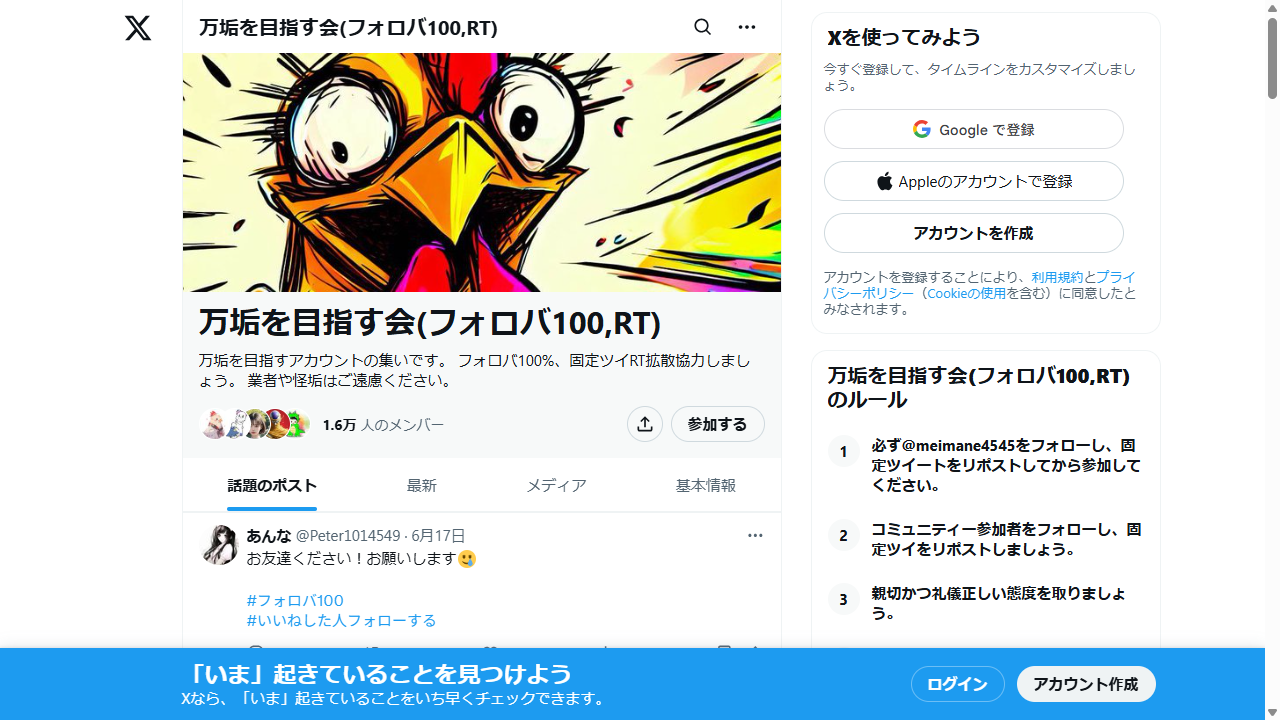 万垢を目指す会(フォロバ100,RT)
万垢を目指す会(フォロバ100,RT)
万垢を目指すアカウントの集いです。 フォロバ100%、固定ツイRT拡散協力しまし
ょう。 業者や怪垢はご遠慮ください。
1.6万 人のメンバー
参加する
話題のポスト
最新
メディア
基本情報
あんな @Peter1014549 · 6月17日
お友達ください！お願いします🥲
#フォロバ100
#いいねした人フォローする
Xを使ってみよう
今すぐ登録して、タイムラインをカスタマイズしまし
ょう。
Google で登録
Appleのアカウントで登録
アカウントを作成
アカウントを登録することにより、利用規約とプライ
バシーポリシー（Cookieの使用を含む）に同意したと
みなされます。
万垢を目指す会(フォロバ100,RT)
のルール
1
必ず@meimane4545をフォローし、固
定ツイートをリポストしてから参加して
ください。
2
コミュニティー参加者をフォローし、固
定ツイをリポストしましょう。
3
親切かつ礼儀正しい態度を取りましょ
う。
「いま」起きていることを見つけよう
Xなら、「いま」起きていることをいち早くチェックできます。
ログイン
アカウント作成